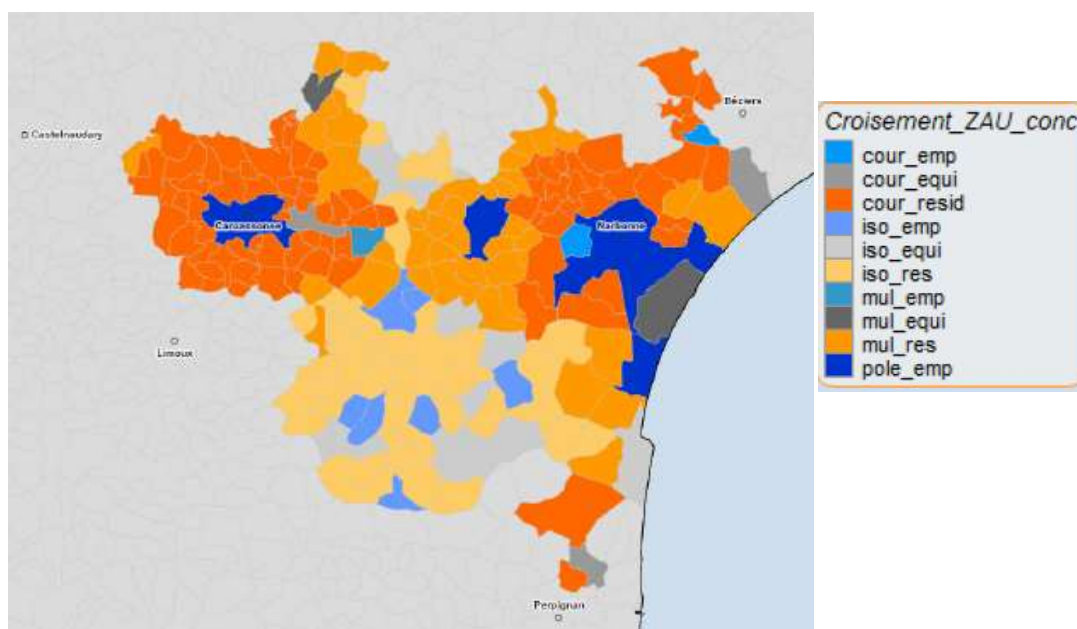 Béziers
Castelnaudary
Carcassonne
Narbonne
Limoux
Perpignan
Croisement_ZAU_conc
cour_emp
cour_equi
cour_resid
iso_emp
iso_equi
iso_res
mul_emp
mul_equi
mul_res
pole_emp